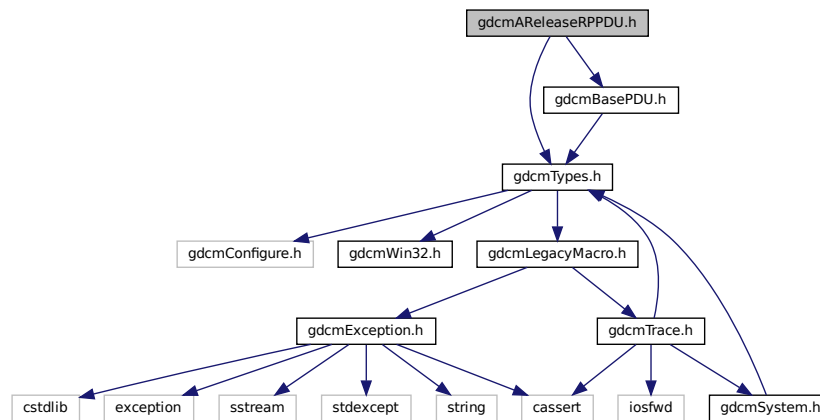 gdcmAReleaseRPPDU.h
gdcmBasePDU.h
gdcmTypes.h
gdcmConfigure.h
gdcmWin32.h
gdcmLegacyMacro.h
gdcmException.h
gdcmTrace.h
cstdlib
exception
sstream
stdexcept
string
cassert
iosfwd
gdcmSystem.h